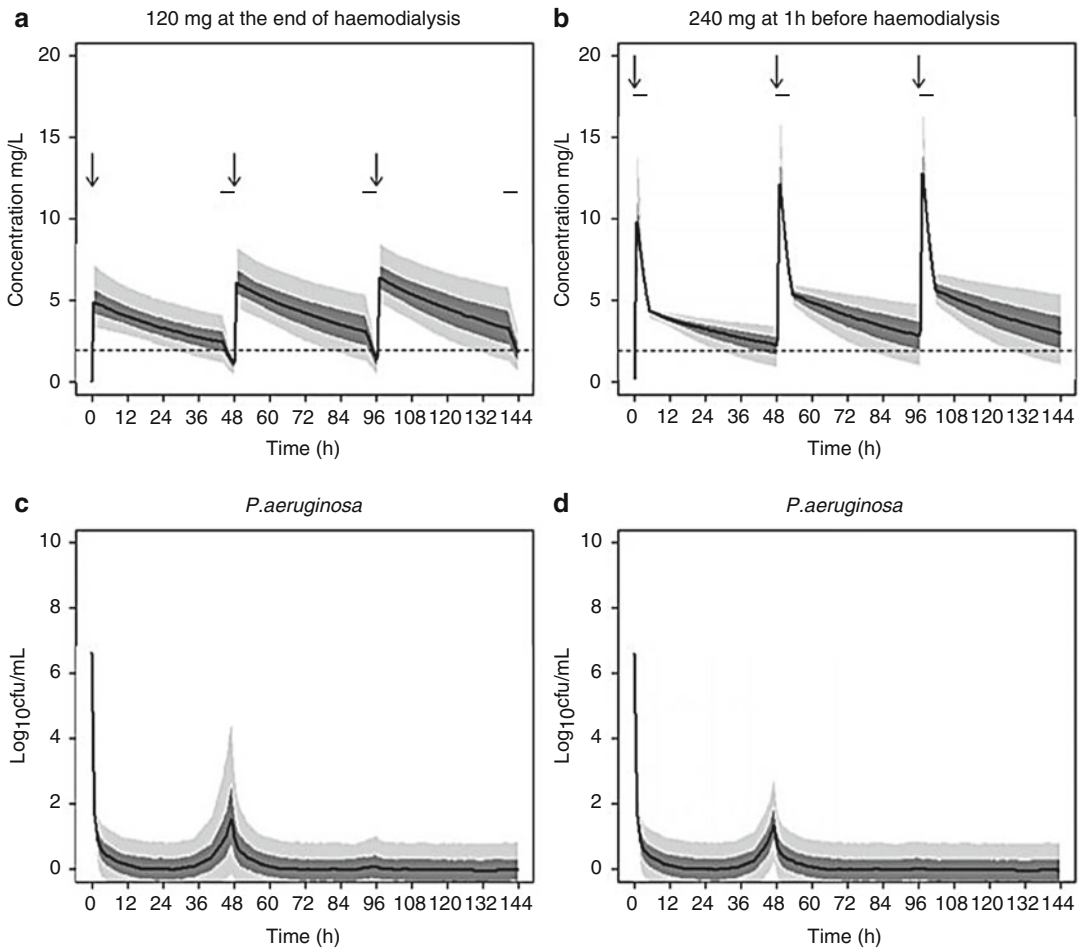 a 120 mg at the end of haemodialysis
20
15
10
5
0
Concentration mg/L
0 12 24 36 48 60 72 84 96 108 120 132 144
Time (h)
b 240 mg at 1h before haemodialysis
20
15
10
5
0
Concentration mg/L
0 12 24 36 48 60 72 84 96 108 120 132 144
Time (h)
c P.aeruginosa
10
8
6
4
2
0
Log10cfu/mL
0 12 24 36 48 60 72 84 96 108 120 132 144
Time (h)
d P.aeruginosa
10
8
6
4
2
0
Log10cfu/mL
0 12 24 36 48 60 72 84 96 108 120 132 144
Time (h)